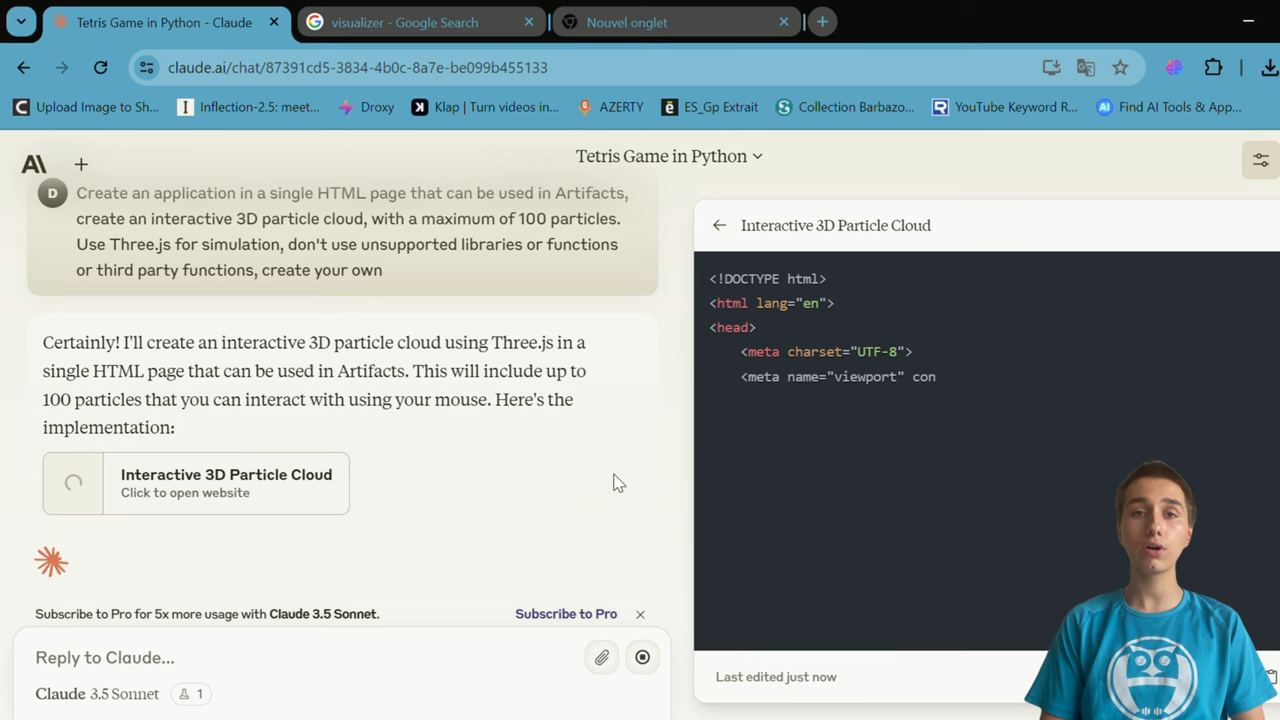 Tetris Game in Python - Claude
visualizer - Google Search
Nouvel onglet
claude.ai/chat/87391cd5-3834-4b0c-8a7e-be099b455133
Upload Image to Sh...
Inflection-2.5: meet...
Droxy
Klap | Turn videos in...
AZERTY
ES_Gp Extrait
Collection Barbazo...
YouTube Keyword R...
Find AI Tools & App...
Tetris Game in Python
D
Create an application in a single HTML page that can be used in Artifacts,
create an interactive 3D particle cloud, with a maximum of 100 particles.
Use Three.js for simulation, don't use unsupported libraries or functions
or third party functions, create your own
Certainly! I'll create an interactive 3D particle cloud using Three.js in a
single HTML page that can be used in Artifacts. This will include up to
100 particles that you can interact with using your mouse. Here's the
implementation:
Interactive 3D Particle Cloud
Click to open website
Subscribe to Pro for 5x more usage with Claude 3.5 Sonnet.
Subscribe to Pro
Reply to Claude...
Claude 3.5 Sonnet
1
Interactive 3D Particle Cloud
<!DOCTYPE html>
<html lang="en">
<head>
<meta charset="UTF-8">
<meta name="viewport" con
Last edited just now